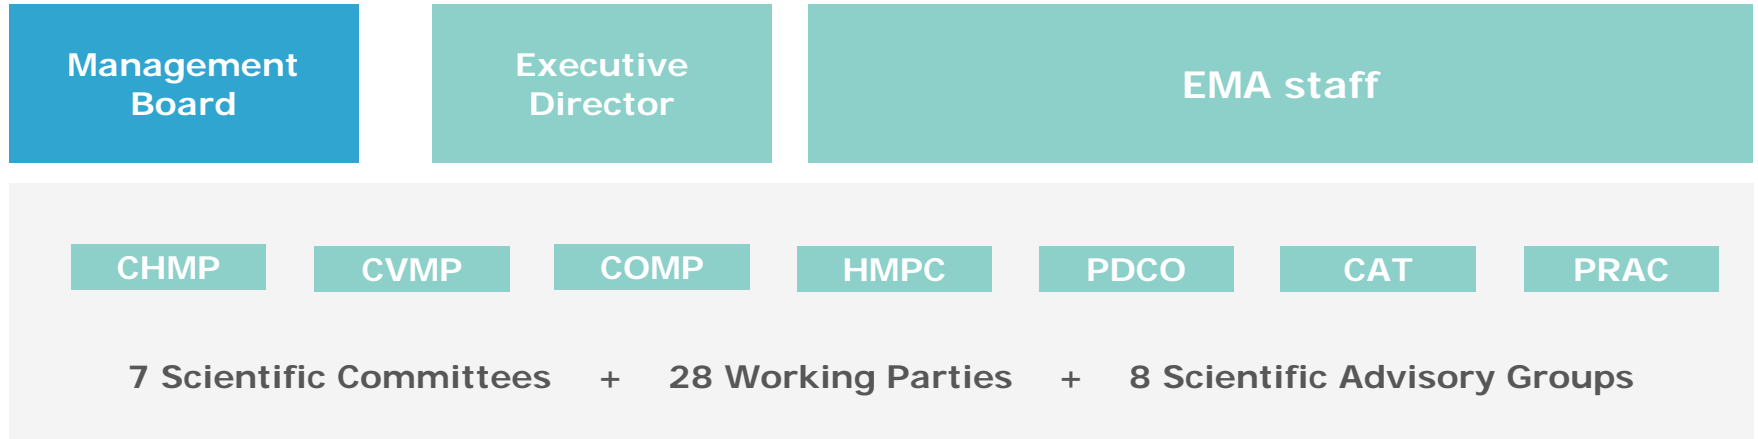 Management
Board
Executive
Director
EMA staff
CHMP
CVMP
COMP
HMPC
PDCO
CAT
PRAC
7 Scientific Committees + 28 Working Parties + 8 Scientific Advisory Groups